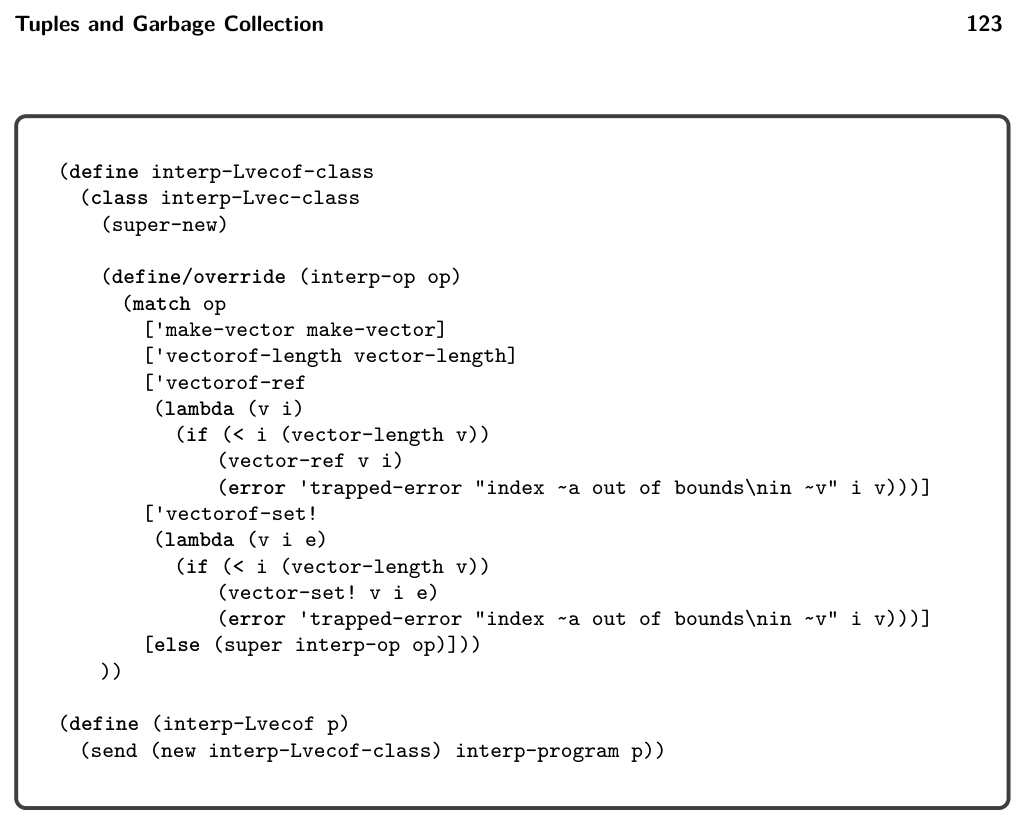 Tuples and Garbage Collection 123
(define interp-Lvecof-class
  (class interp-Lvec-class
    (super-new)

    (define/override (interp-op op)
      (match op
        ['make-vector make-vector]
        ['vectorof-length vector-length]
        ['vectorof-ref
         (lambda (v i)
           (if (< i (vector-length v))
               (vector-ref v i)
               (error 'trapped-error "index ~a out of bounds\nin ~v" i v)))]
        ['vectorof-set!
         (lambda (v i e)
           (if (< i (vector-length v))
               (vector-set! v i e)
               (error 'trapped-error "index ~a out of bounds\nin ~v" i v)))]
        [else (super interp-op op)]))
    ))

(define (interp-Lvecof p)
  (send (new interp-Lvecof-class) interp-program p))